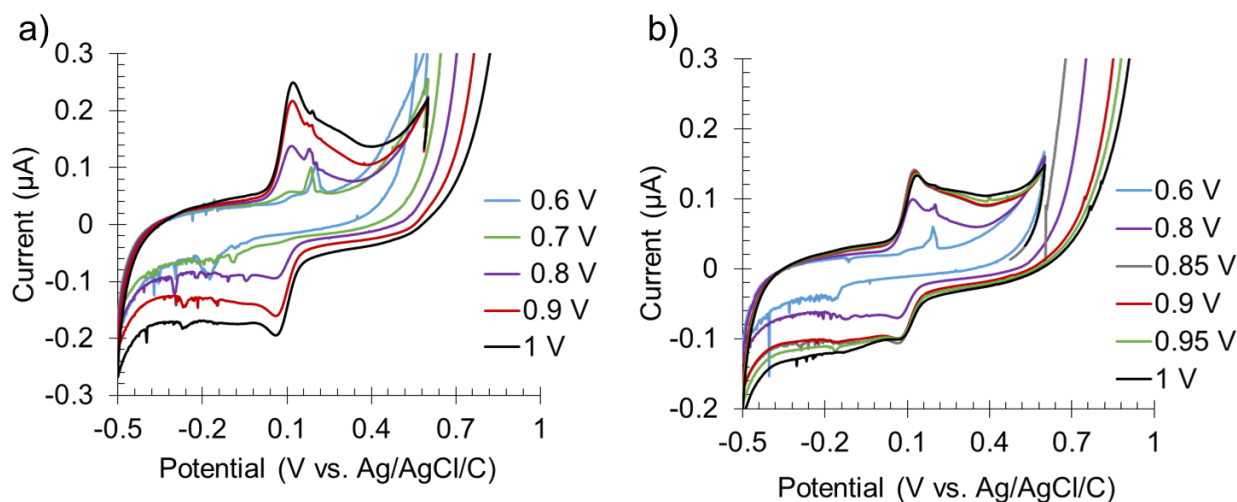 a)
0.3
0.2
0.1
0
-0.1
-0.2
-0.3
Current (µA)
-0.5
-0.2
0.1
0.4
0.7
1
Potential (V vs. Ag/AgCl/C)
0.6 V
0.7 V
0.8 V
0.9 V
1 V
b)
0.3
0.2
0.1
0
-0.1
-0.2
Current (µA)
-0.5
-0.2
0.1
0.4
0.7
1
Potential (V vs. Ag/AgCl/C)
0.6 V
0.8 V
0.85 V
0.9 V
0.95 V
1 V